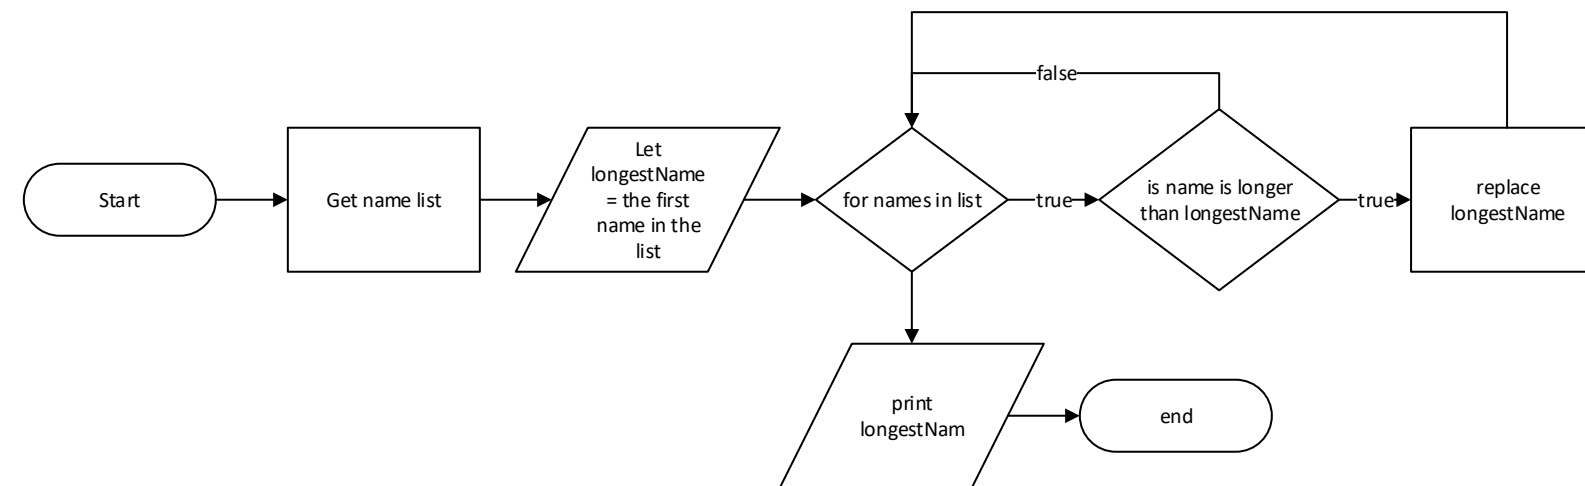 Start
Get name list
Let
longestName
= the first
name in the
list
for names in list
true
false
is name is longer
than longestName
true
replace
longestName
print
longestNam
end